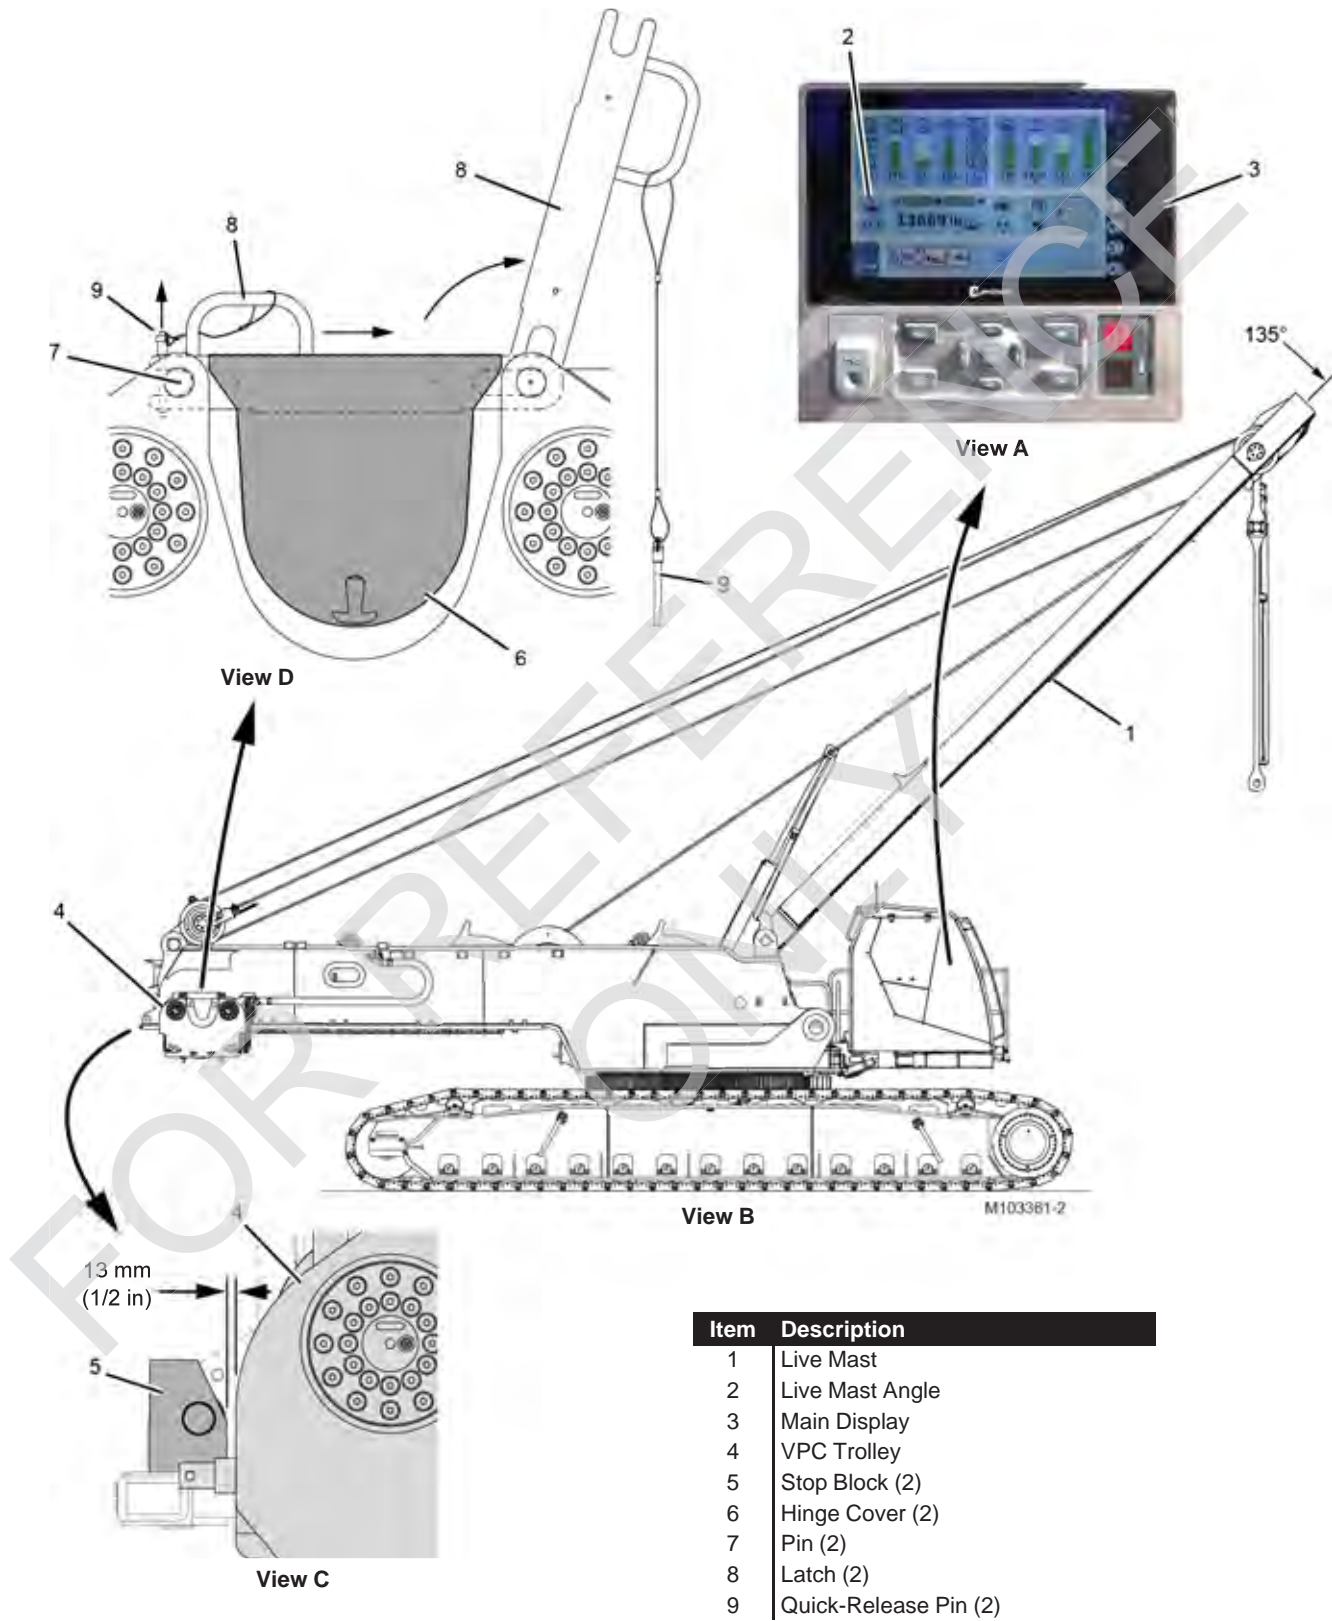 2
8
3
8
9
7
135°
View A
9
6
View D
1
4
View B
M103361-2
4
13 mm
(1/2 in)
5
View C
Item Description
1 Live Mast
2 Live Mast Angle
3 Main Display
4 VPC Trolley
5 Stop Block (2)
6 Hinge Cover (2)
7 Pin (2)
8 Latch (2)
9 Quick-Release Pin (2)
FOR REFERENCE
ONLY